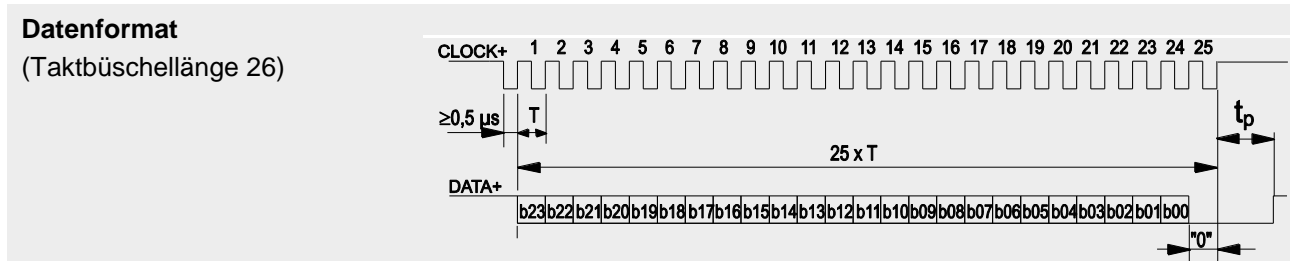 Datenformat
(Taktbüschellänge 26)
CLOCK+ 1 2 3 4 5 6 7 8 9 10 11 12 13 14 15 16 17 18 19 20 21 22 23 24 25
≥0,5 µs T tp
25 x T
DATA+
b23 b22 b21 b20 b19 b18 b17 b16 b15 b14 b13 b12 b11 b10 b09 b08 b07 b06 b05 b04 b03 b02 b01 b00
"0"